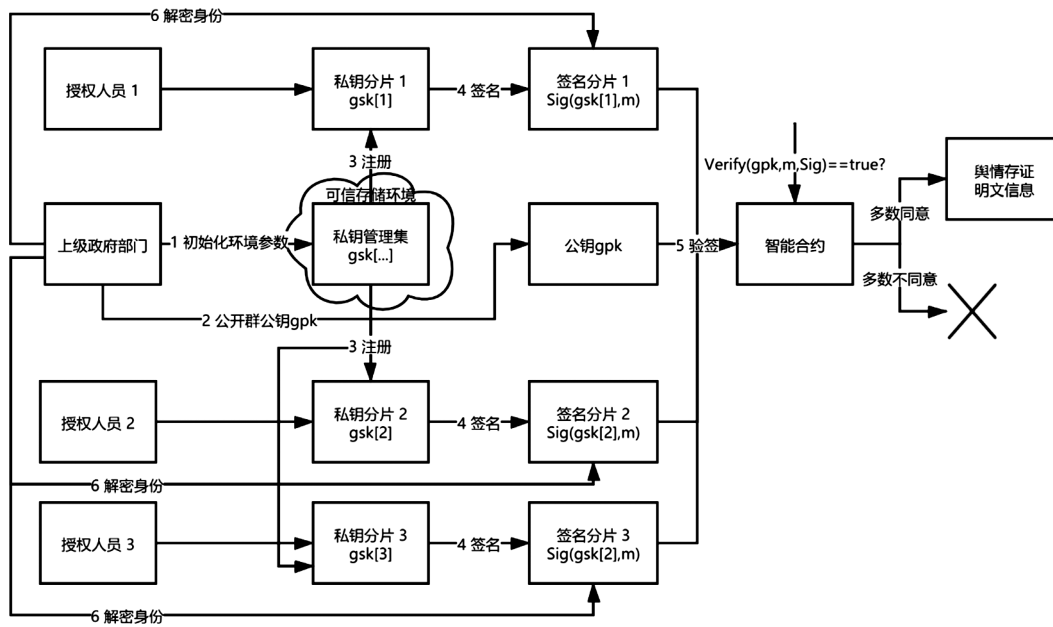 6 解密身份
授权人员 1
私钥分片 1
gsk[1]
4 签名
签名分片 1
Sig(gsk[1],m)
3 注册
可信存储环境
Verify(gpk,m,Sig)==true?
舆情存证
明文信息
上级政府部门
1 初始化环境参数
私钥管理集
gsk[...]
公钥gpk
5 验签
智能合约
多数同意
多数不同意
2 公开群公钥gpk
3 注册
授权人员 2
私钥分片 2
gsk[2]
4 签名
签名分片 2
Sig(gsk[2],m)
6 解密身份
授权人员 3
私钥分片 3
gsk[3]
4 签名
签名分片 3
Sig(gsk[2],m)
6 解密身份